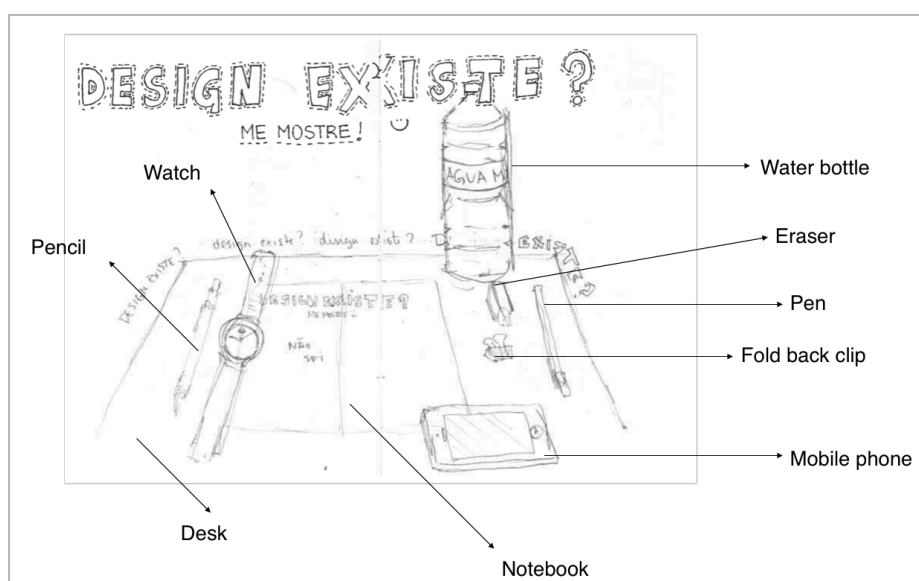 DESIGN EXISTE?
ME MOSTRE!
Watch
Water bottle
AGUA M
Pencil
Eraser
design existe? design existe? D EXISTE?
DESIGN EXISTE?
DESIGN EXISTE?
ME MOSTRE
Pen
NÃO
SEI
Fold back clip
Mobile phone
Desk
Notebook